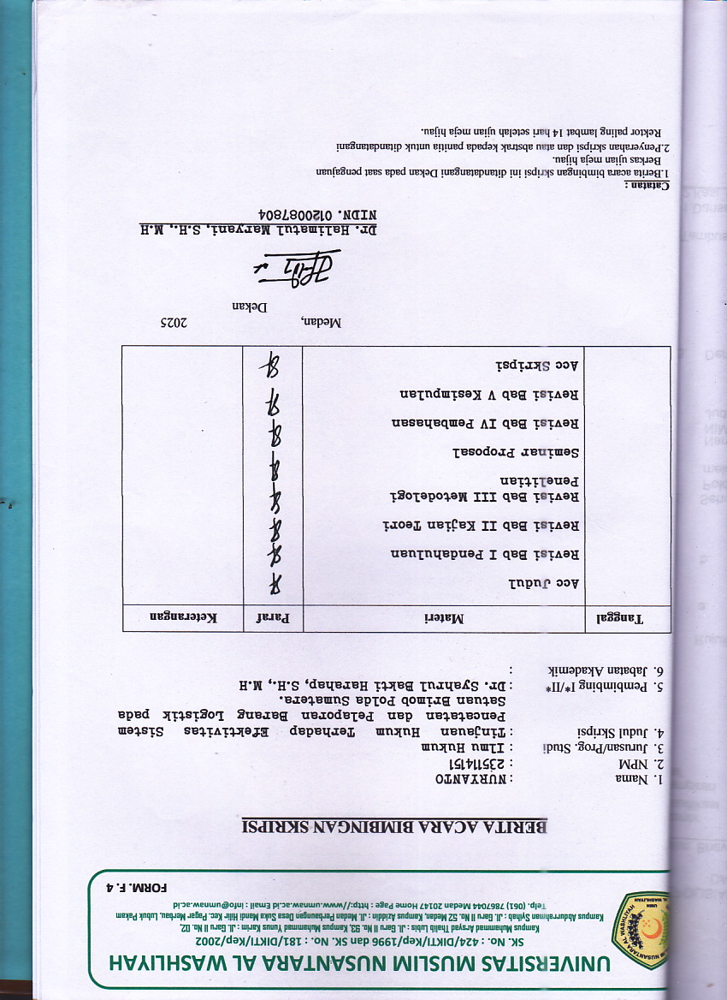 UNIVERSITAS MUSLIM NUSANTARA AL WASHLIYAH
SK. No. : 424/DIKTI/Kep/1996 dan SK. No. : 181/DIKTI/Kep/2002
Kampus Muhammad Arsyad Thalib Lubis : Jl. Garu II No. 93, Kampus Muhammad Yunus Karim : Jl. Garu II No. 02,
Kampus Abdurrahman Syihab : Jl. Garu II No. 52 Medan, Kampus Aziddin : Jl. Medan Perbaungan Desa Suka Mandi Hilir Kec. Pagar Merbau, Lubuk Pakam
Telp. (061) 7867044 Medan 20147 Home Page : http://www.umnaw.ac.id Email : info@umnaw.ac.id
FORM. F. 4
BERITA ACARA BIMBINGAN SKRIPSI
1. Nama : NURYANTO
2. NPM : 235114151
3. Jurusan/Prog. Studi : Ilmu Hukum
4. Judul Skripsi : Tinjauan Hukum Terhadap Efektivitas Sistem
Pencatatan dan Pelaporan Barang Logistik pada
Satuan Brimob Polda Sumatera.
5. Pembimbing I*/II* : Dr. Syahrul Bakti Harahap, S.H., M.H
6. Jabatan Akademik :
Tanggal Materi Paraf Keterangan
Acc Judul
Revisi Bab I Pendahuluan
Revisi Bab II Kajian Teori
Revisi Bab III Metodelogi
Penelitian
Seminar Proposal
Revisi Bab IV Pembahasan
Revisi Bab V Kesimpulan
Acc Skripsi
Medan, 2025
Dekan
Dr. Halimatul Maryani, S.H., M.H
NIDN. 0120087804
Catatan :
1.Berita acara bimbingan skripsi ini ditandatangani Dekan pada saat pengajuan
Berkas ujian meja hijau.
2.Penyerahan skripsi dan atau abstrak kepada panitia untuk ditandatangani
Rektor paling lambat 14 hari setelah ujian meja hijau.